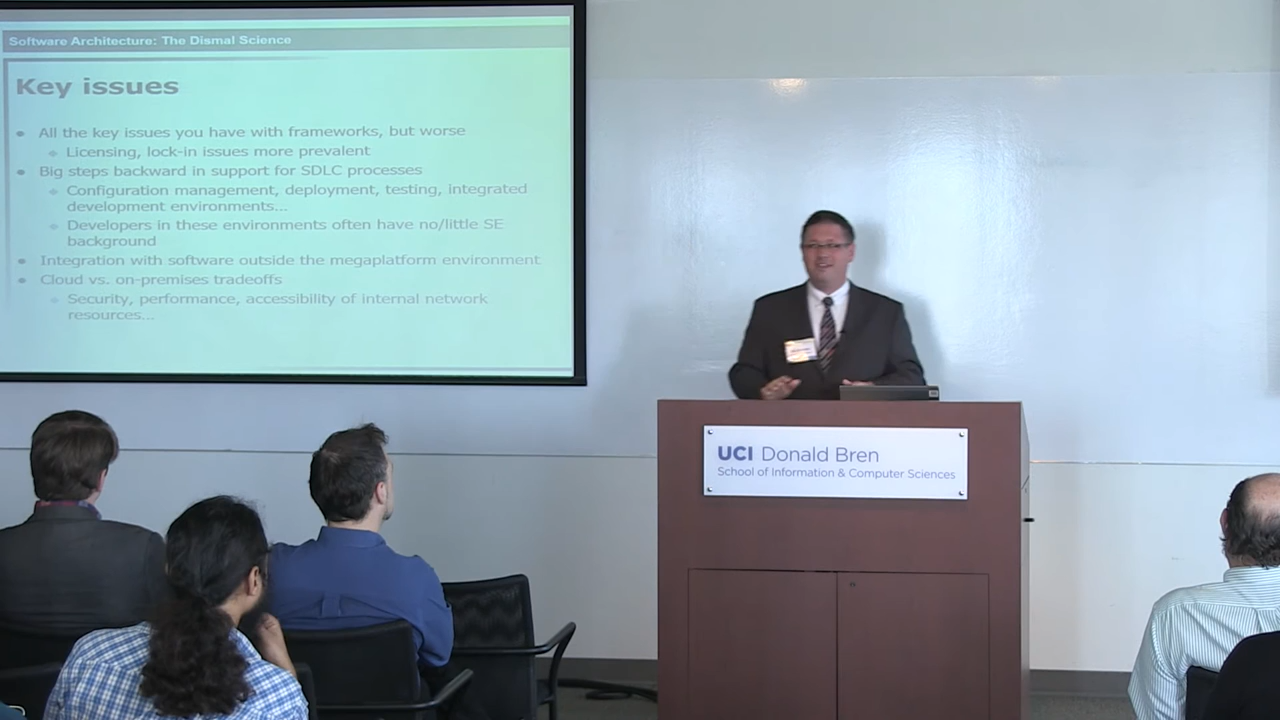 Software Architecture: The Dismal Science
Key issues
All the key issues you have with frameworks, but worse
Licensing, lock-in issues more prevalent
Big steps backward in support for SDLC processes
Configuration management, deployment, testing, integrated
development environments...
Developers in these environments often have no/little SE
background
Integration with software outside the megaplatform environment
Cloud vs. on-premises tradeoffs
Security, performance, accessibility of internal network
resources...
UCI Donald Bren
School of Information & Computer Sciences